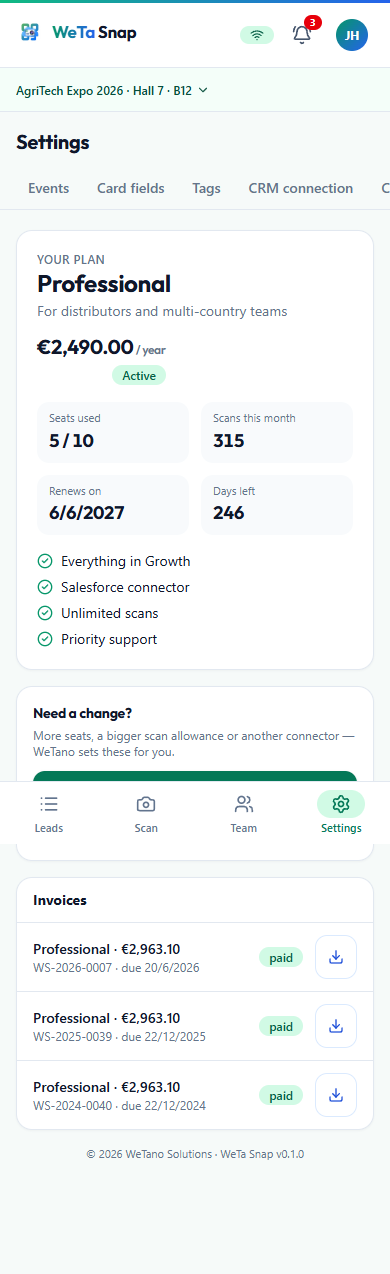 WeTa Snap
3
JH
AgriTech Expo 2026 · Hall 7 · B12
Settings
Events Card fields Tags CRM connection
YOUR PLAN
Professional
For distributors and multi-country teams
€2,490.00 / year
Active
Seats used
5 / 10
Scans this month
315
Renews on
6/6/2027
Days left
246
Everything in Growth
Salesforce connector
Unlimited scans
Priority support
Need a change?
More seats, a bigger scan allowance or another connector —
WeTano sets these for you.
Leads Scan Team Settings
Invoices
Professional · €2,963.10
WS-2026-0007 · due 20/6/2026
paid
Professional · €2,963.10
WS-2025-0039 · due 22/12/2025
paid
Professional · €2,963.10
WS-2024-0040 · due 22/12/2024
paid
© 2026 WeTano Solutions · WeTa Snap v0.1.0